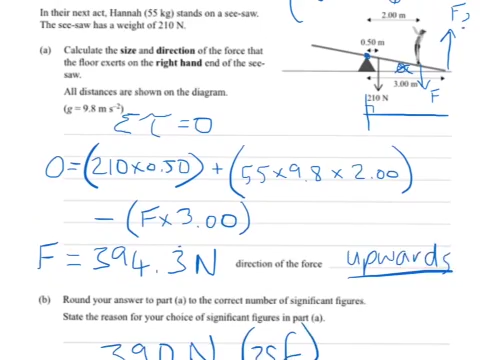 In their next act, Hannah (55 kg) stands on a see-saw.
The see-saw has a weight of 210 N.
(a) Calculate the size and direction of the force that
the floor exerts on the right hand end of the see-
saw.
All distances are shown on the diagram.
(g = 9.8 m s⁻²)
2.00 m
F?
0.50 m
3.00 m
210 N
F
Στ = 0
0 = (210 × 0.50) + (55 × 9.8 × 2.00)
– (F × 3.00)
F = 394.3 N
direction of the force
upwards
(b) Round your answer to part (a) to the correct number of significant figures.
State the reason for your choice of significant figures in part (a).
390 N (2SF)